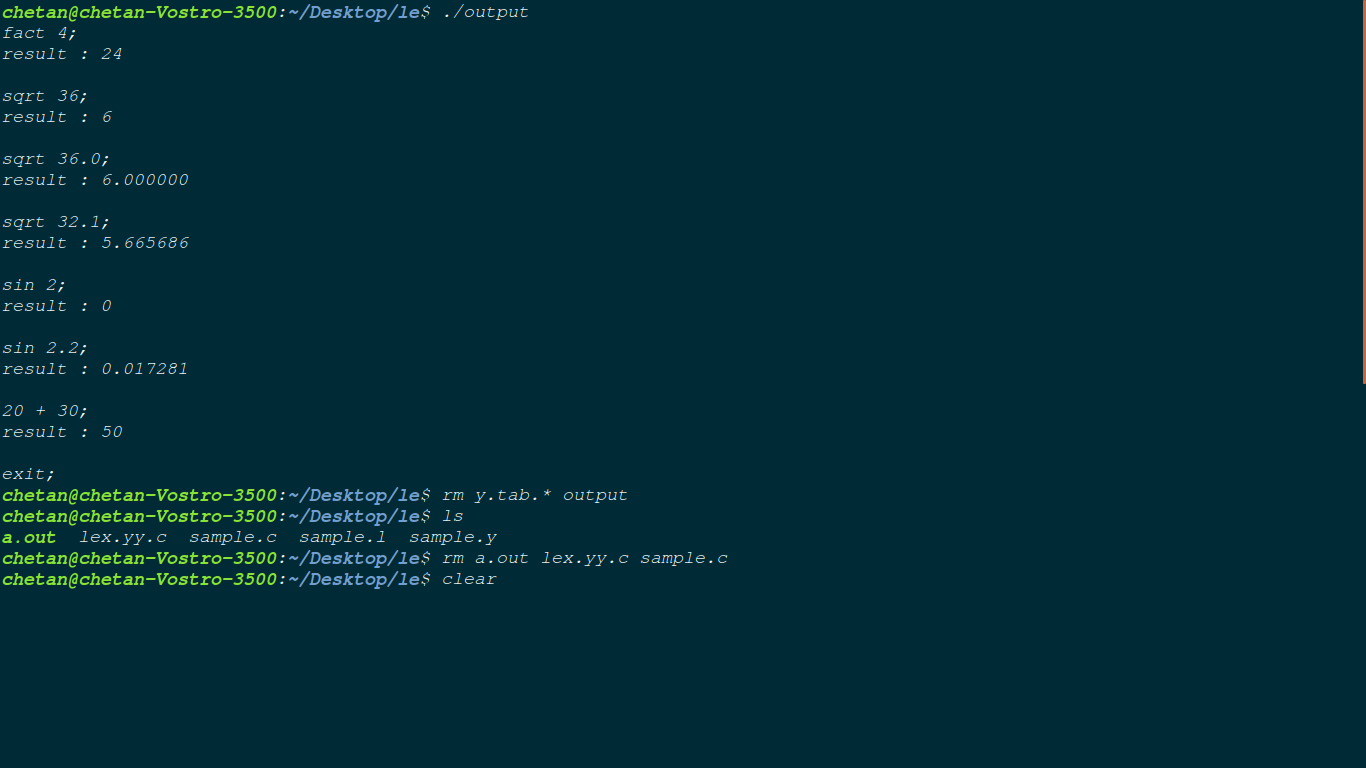 chetan@chetan-Vostro-3500:~/Desktop/le$ ./output
fact 4;
result : 24
sqrt 36;
result : 6
sqrt 36.0;
result : 6.000000
sqrt 32.1;
result : 5.665686
sin 2;
result : 0
sin 2.2;
result : 0.017281
20 + 30;
result : 50
exit;
chetan@chetan-Vostro-3500:~/Desktop/le$ rm y.tab.* output
chetan@chetan-Vostro-3500:~/Desktop/le$ ls
a.out  lex.yy.c  sample.c  sample.l  sample.y
chetan@chetan-Vostro-3500:~/Desktop/le$ rm a.out lex.yy.c sample.c
chetan@chetan-Vostro-3500:~/Desktop/le$ clear